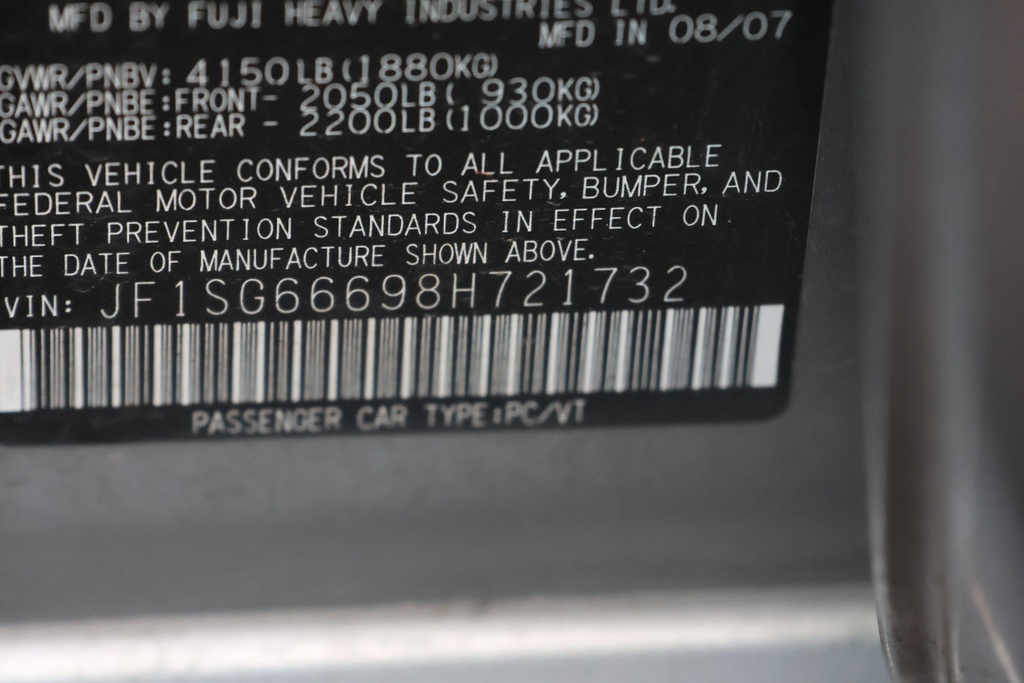 MFD BY FUJI HEAVY INDUSTRIES LTD.
MFD IN 08/07
GVWR/PNBV: 4150LB(1880KG)
GAWR/PNBE:FRONT- 2050LB( 930KG)
GAWR/PNBE:REAR - 2200LB(1000KG)
THIS VEHICLE CONFORMS TO ALL APPLICABLE
FEDERAL MOTOR VEHICLE SAFETY, BUMPER, AND
THEFT PREVENTION STANDARDS IN EFFECT ON
THE DATE OF MANUFACTURE SHOWN ABOVE.
VIN: JF1SG66698H721732
PASSENGER CAR TYPE:PC/VT